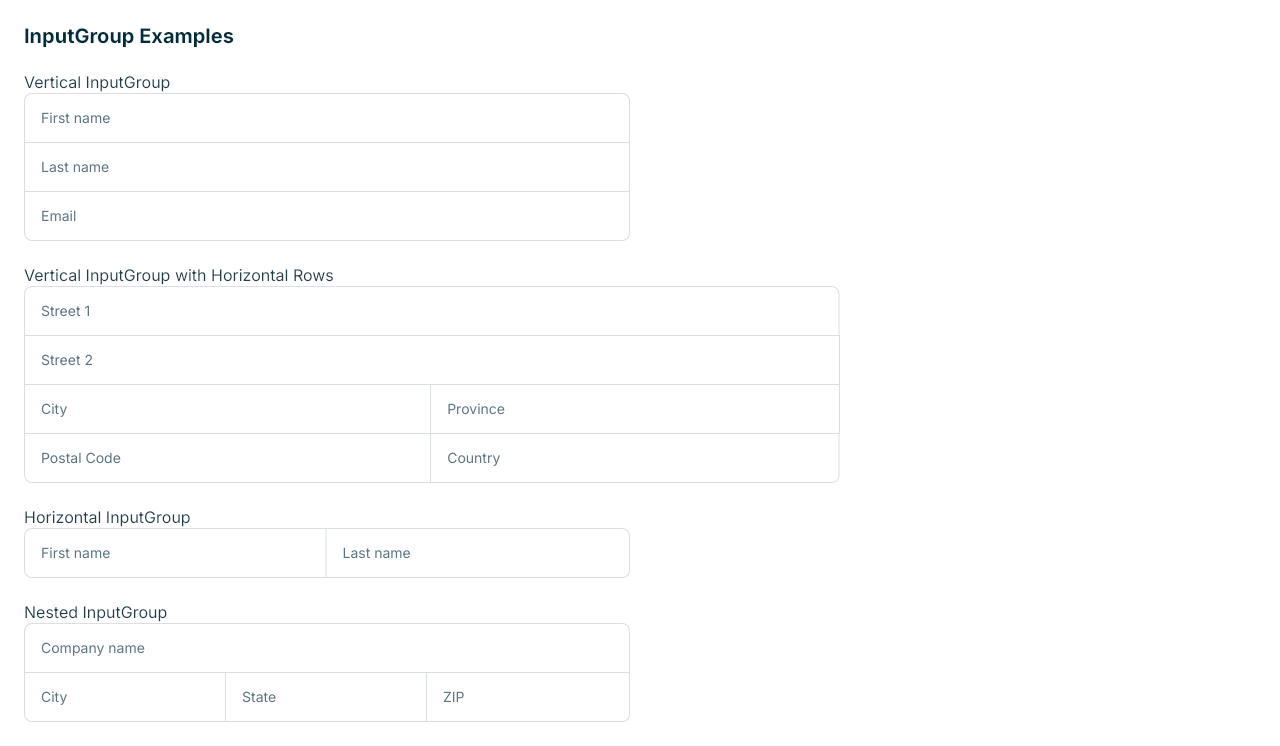 InputGroup Examples
Vertical InputGroup
First name
Last name
Email
Vertical InputGroup with Horizontal Rows
Street 1
Street 2
City Province
Postal Code Country
Horizontal InputGroup
First name Last name
Nested InputGroup
Company name
City State ZIP